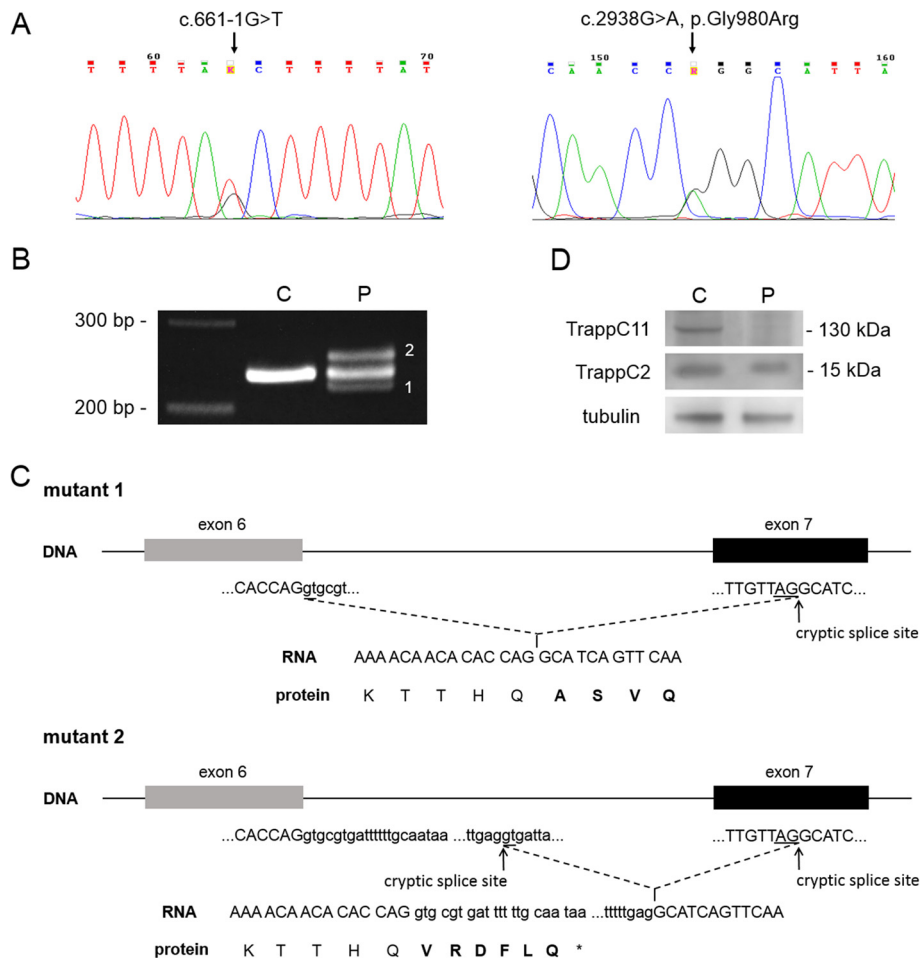 A
c.661-1G>T
c.2938G>A, p.Gly980Arg
60 70
T T T T A K C T T T T A T
150 160
C A A C C R G G C A T T A
B
C P
300 bp -
200 bp -
2
1
D
C P
TrappC11 - 130 kDa
TrappC2 - 15 kDa
tubulin
C
mutant 1
exon 6 exon 7
DNA
...CACCAGgtgcgt... ...TTGTTAGGCATC...
cryptic splice site
RNA AAA ACA ACA CAC CAG GCA TCA GTT CAA
protein K T T H Q A S V Q
mutant 2
exon 6 exon 7
DNA
...CACCAGgtgcgtgattttttgcaataa ...ttgaggtgatta... ...TTGTTAGGCATC...
cryptic splice site cryptic splice site
RNA AAA ACA ACA CAC CAG gtg cgt gat ttt ttg caa taa ...tttttgagGCATCAGTTCAA
protein K T T H Q V R D F L Q *